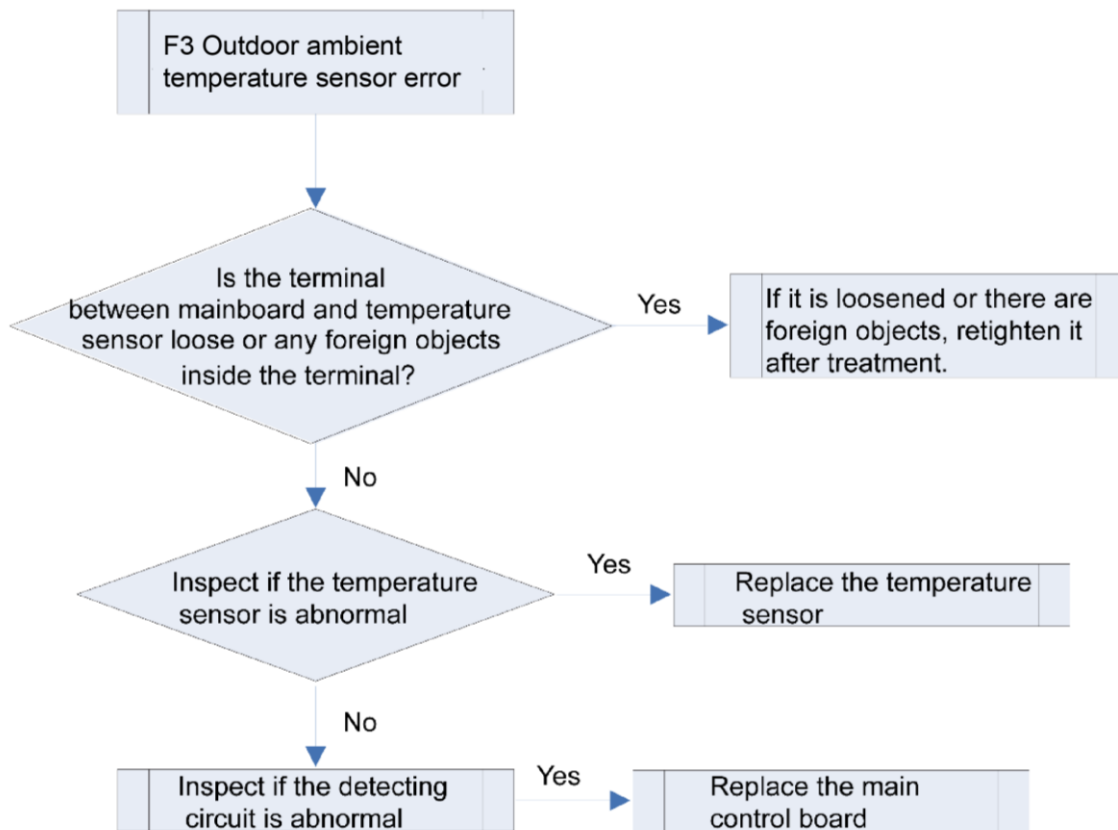 F3 Outdoor ambient
temperature sensor error
Is the terminal
between mainboard and temperature
sensor loose or any foreign objects
inside the terminal?
Yes
If it is loosened or there are
foreign objects, retighten it
after treatment.
No
Inspect if the temperature
sensor is abnormal
Yes
Replace the temperature
sensor
No
Inspect if the detecting
circuit is abnormal
Yes
Replace the main
control board